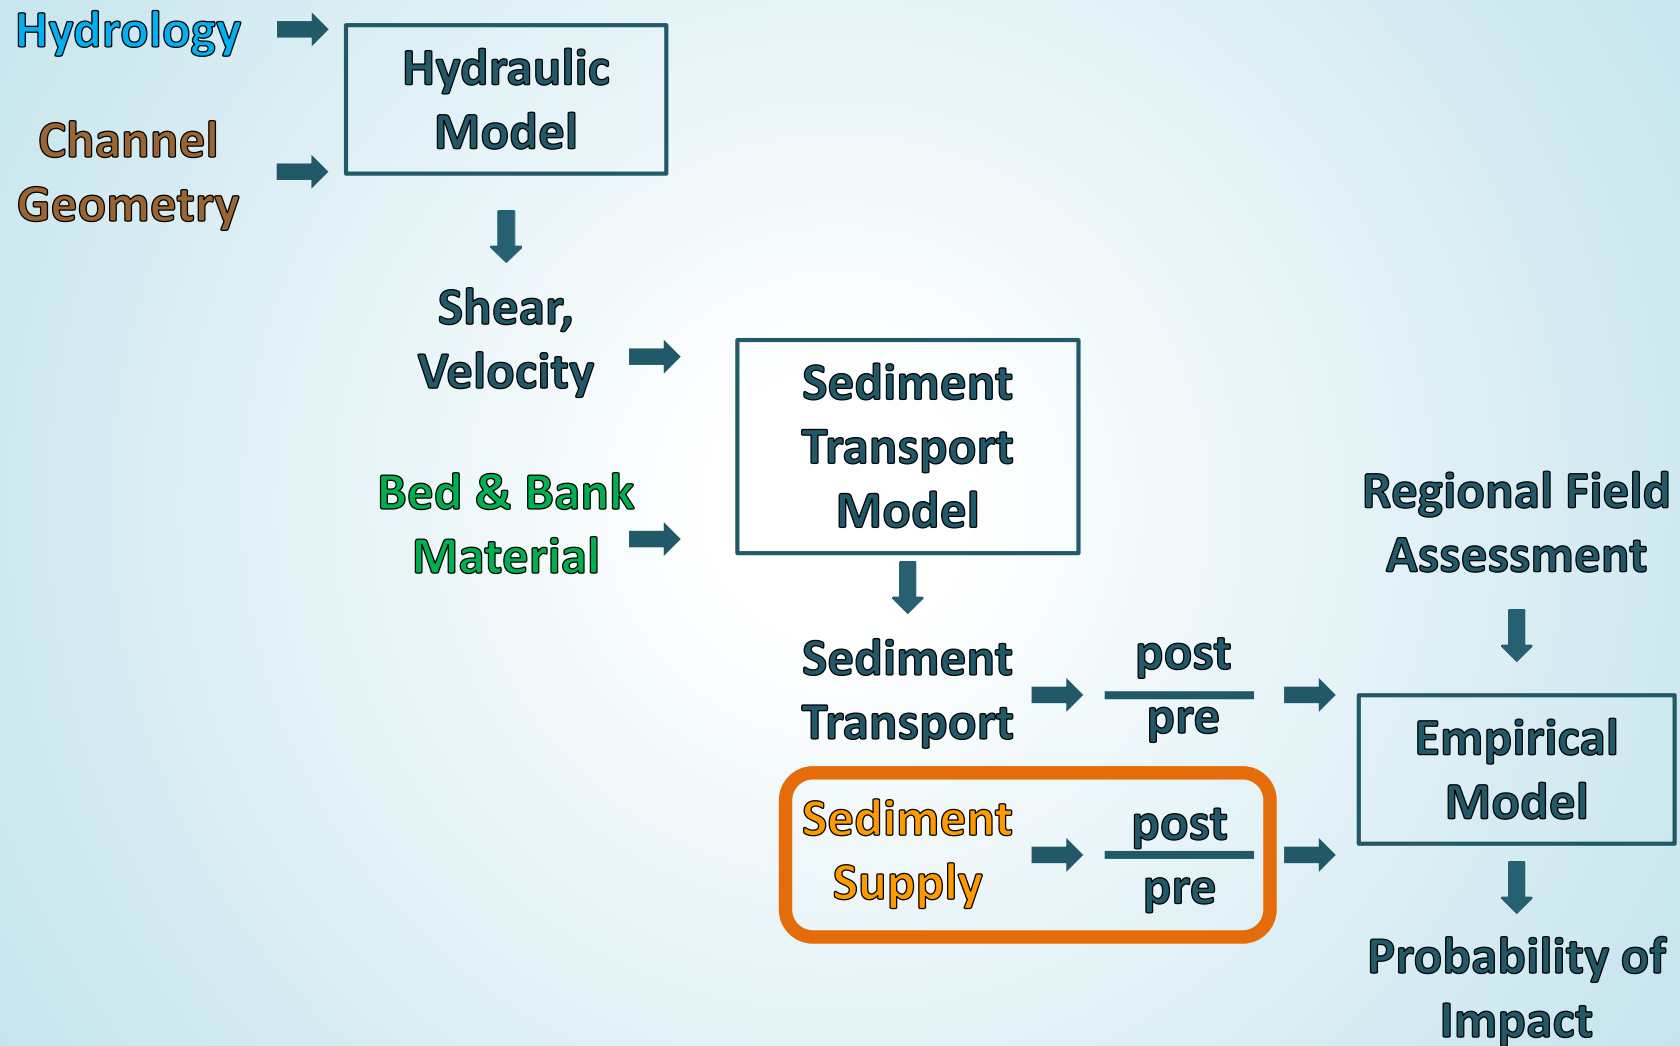 Hydrology
Channel
Geometry
Hydraulic
Model
Shear,
Velocity
Bed & Bank
Material
Sediment
Transport
Model
Sediment
Transport
post
pre
Sediment
Supply
post
pre
Regional Field
Assessment
Empirical
Model
Probability of
Impact